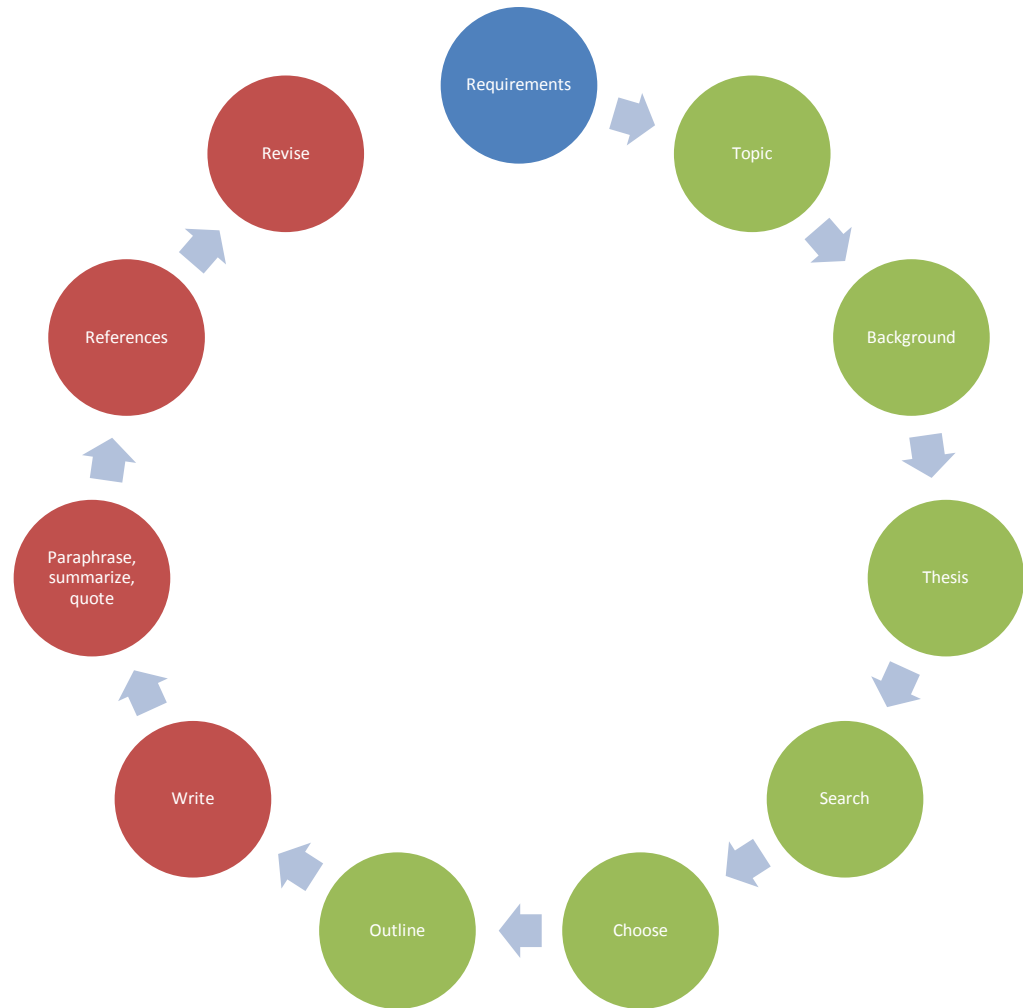 Requirements
Topic
Background
Thesis
Search
Choose
Outline
Write
Paraphrase,
summarize,
quote
References
Revise